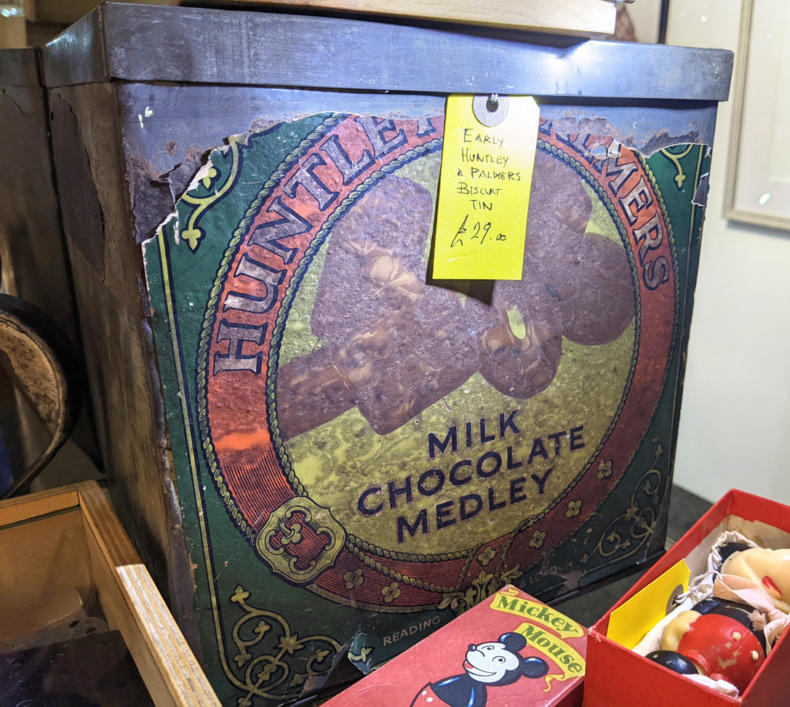 EARLY
HUNTLEY
& PALMERS
BISCUIT
TIN
£29.00
HUNTLEY
PALMERS
MILK
CHOCOLATE
MEDLEY
READING
Mickey
Mouse